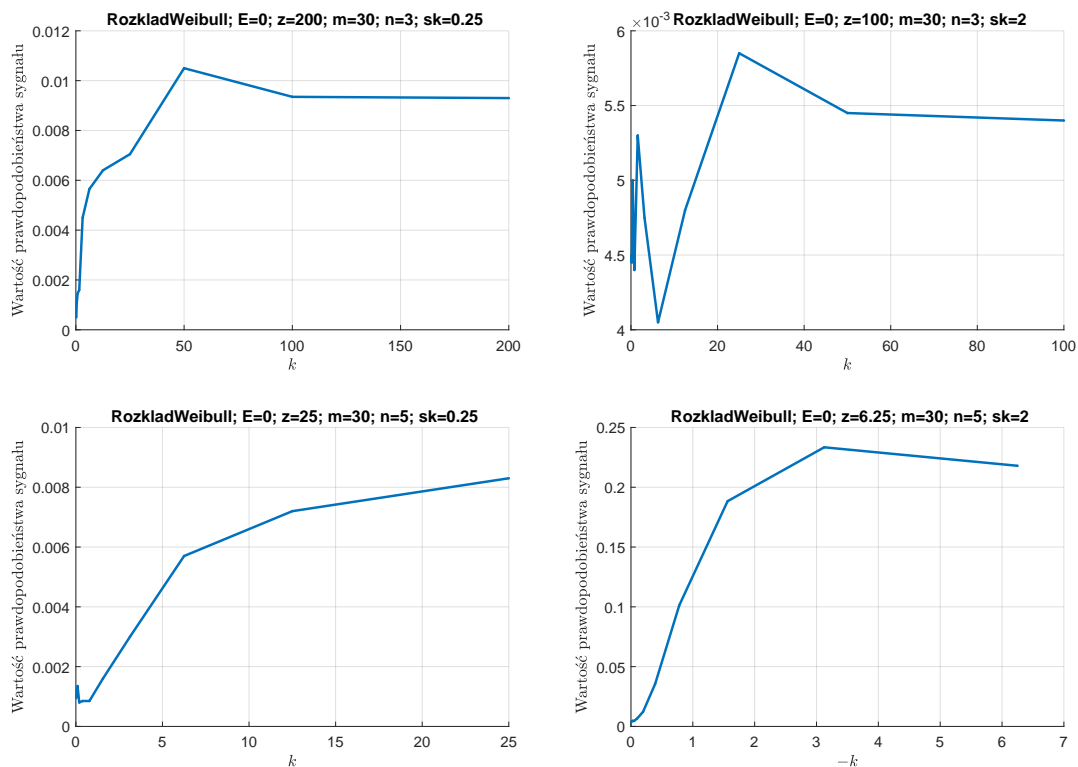 RozkladWeibull; E=0; z=200; m=30; n=3; sk=0.25
Wartość prawdopodobieństwa sygnału
0.012
0.01
0.008
0.006
0.004
0.002
0
0 50 100 150 200
k
RozkladWeibull; E=0; z=100; m=30; n=3; sk=2
×10⁻³
Wartość prawdopodobieństwa sygnału
6
5.5
5
4.5
4
0 20 40 60 80 100
k
RozkladWeibull; E=0; z=25; m=30; n=5; sk=0.25
Wartość prawdopodobieństwa sygnału
0.01
0.008
0.006
0.004
0.002
0
0 5 10 15 20 25
k
RozkladWeibull; E=0; z=6.25; m=30; n=5; sk=2
Wartość prawdopodobieństwa sygnału
0.25
0.2
0.15
0.1
0.05
0
0 1 2 3 4 5 6 7
−k